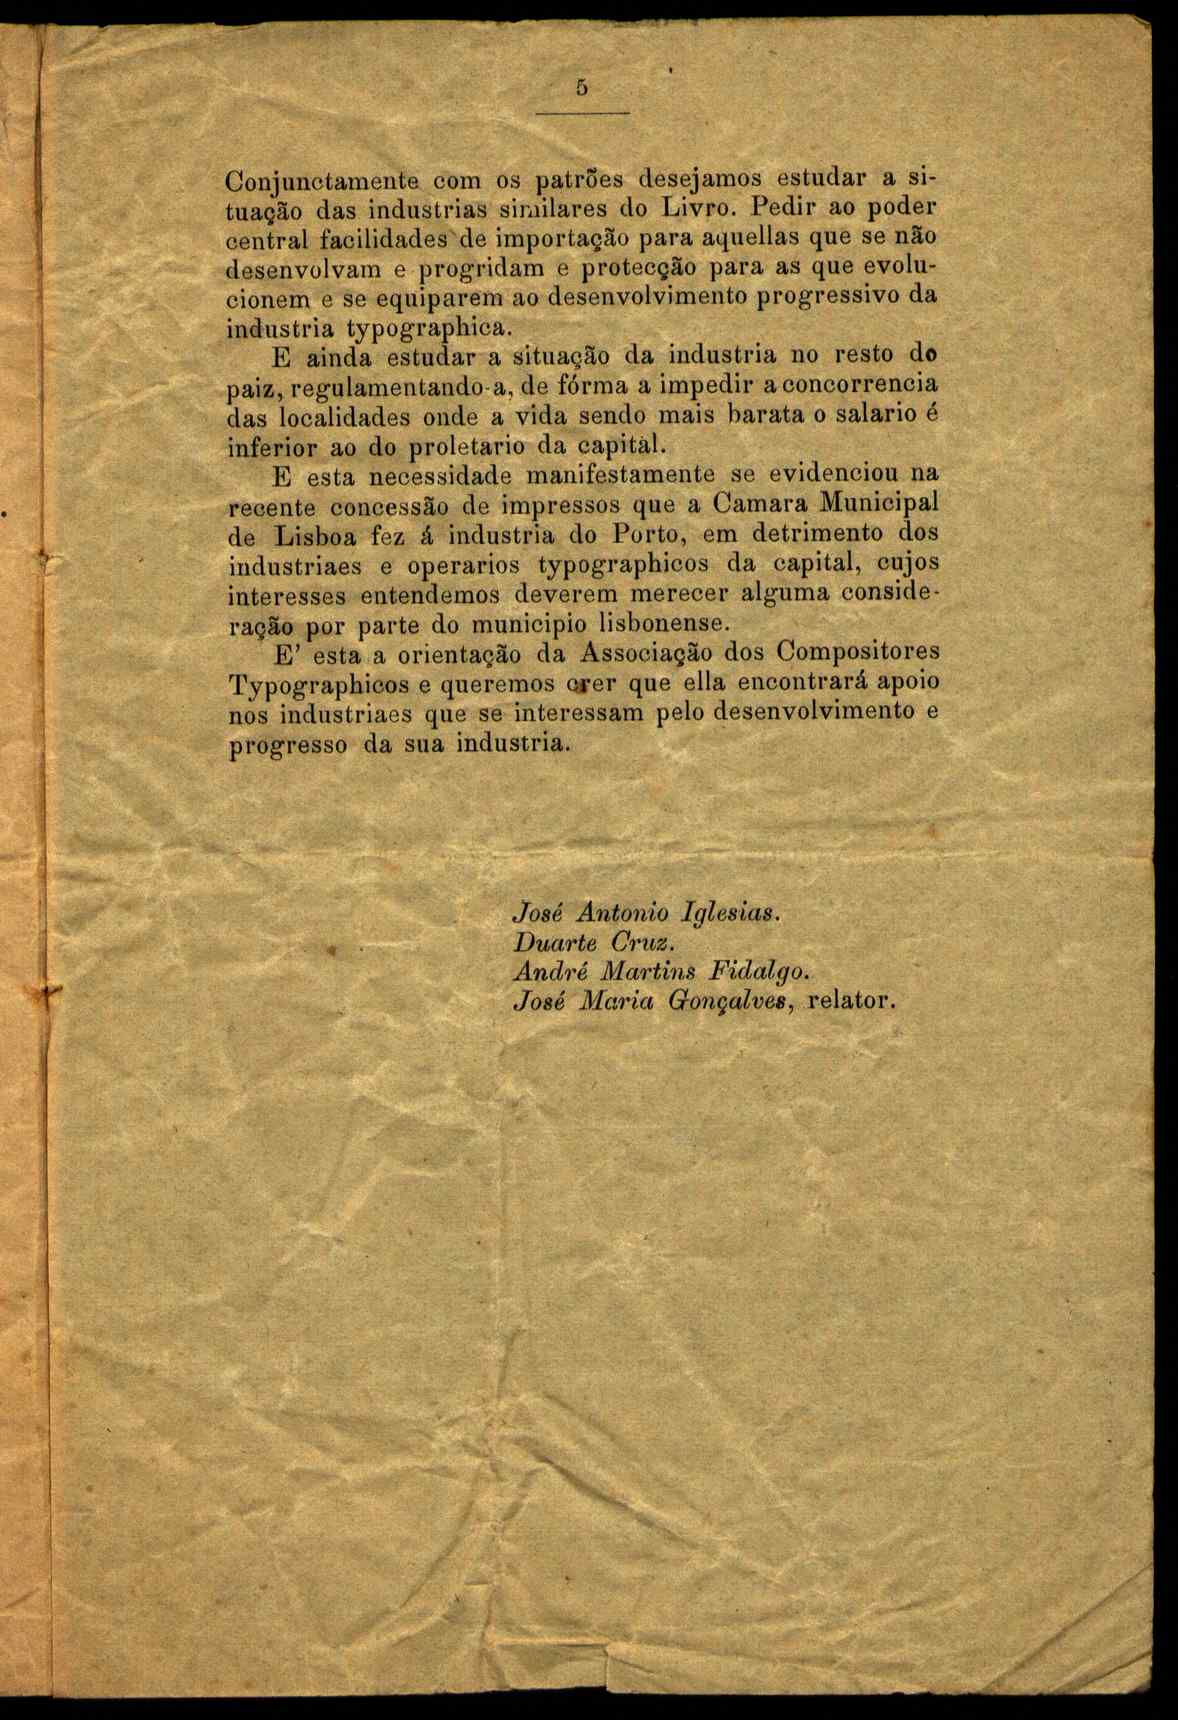 5
Conjunctamente com os patrões desejamos estudar a si-
tuação das industrias similares do Livro. Pedir ao poder
central facilidades de importação para aquellas que se não
desenvolvam e progridam e protecção para as que evolu-
cionem e se equiparem ao desenvolvimento progressivo da
industria typographica.
E ainda estudar a situação da industria no resto do
paiz, regulamentando-a, de fórma a impedir a concorrencia
das localidades onde a vida sendo mais barata o salario é
inferior ao do proletario da capital.
E esta necessidade manifestamente se evidenciou na
recente concessão de impressos que a Camara Municipal
de Lisboa fez á industria do Porto, em detrimento dos
industriaes e operarios typographicos da capital, cujos
interesses entendemos deverem merecer alguma conside-
ração por parte do municipio lisbonense.
E' esta a orientação da Associação dos Compositores
Typographicos e queremos crer que ella encontrará apoio
nos industriaes que se interessam pelo desenvolvimento e
progresso da sua industria.
José Antonio Iglesias.
Duarte Cruz.
André Martins Fidalgo.
José Maria Gonçalves, relator.